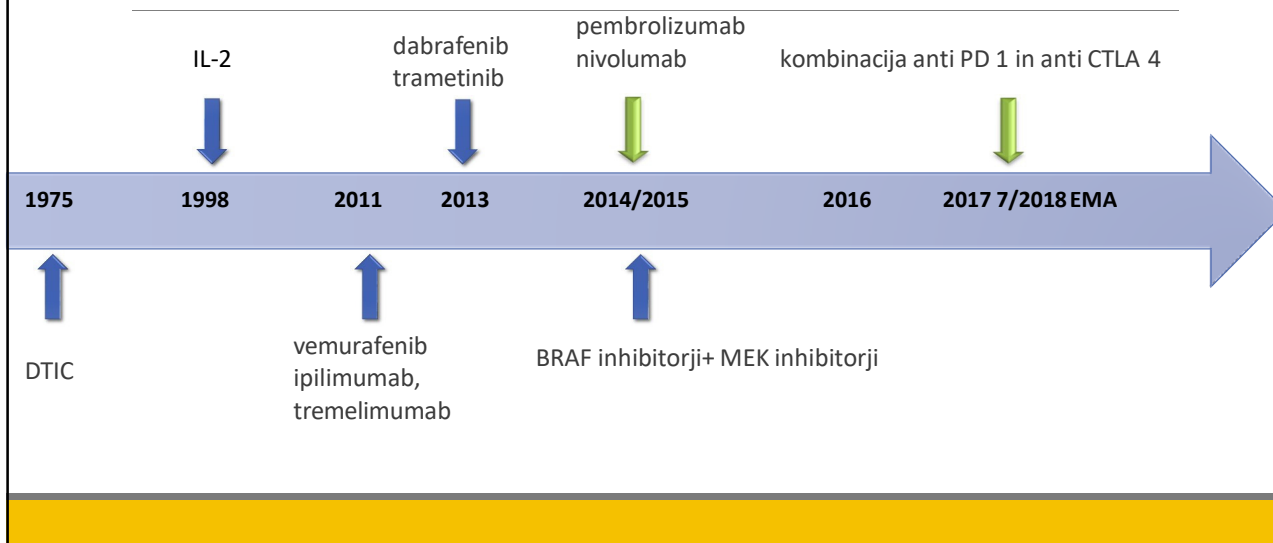 pembrolizumab
nivolumab
IL-2
dabrafenib
trametinib
kombinacija anti PD 1 in anti CTLA 4
1975 1998 2011 2013 2014/2015 2016 2017 7/2018 EMA
DTIC
vemurafenib
ipilimumab,
tremelimumab
BRAF inhibitorji+ MEK inhibitorji